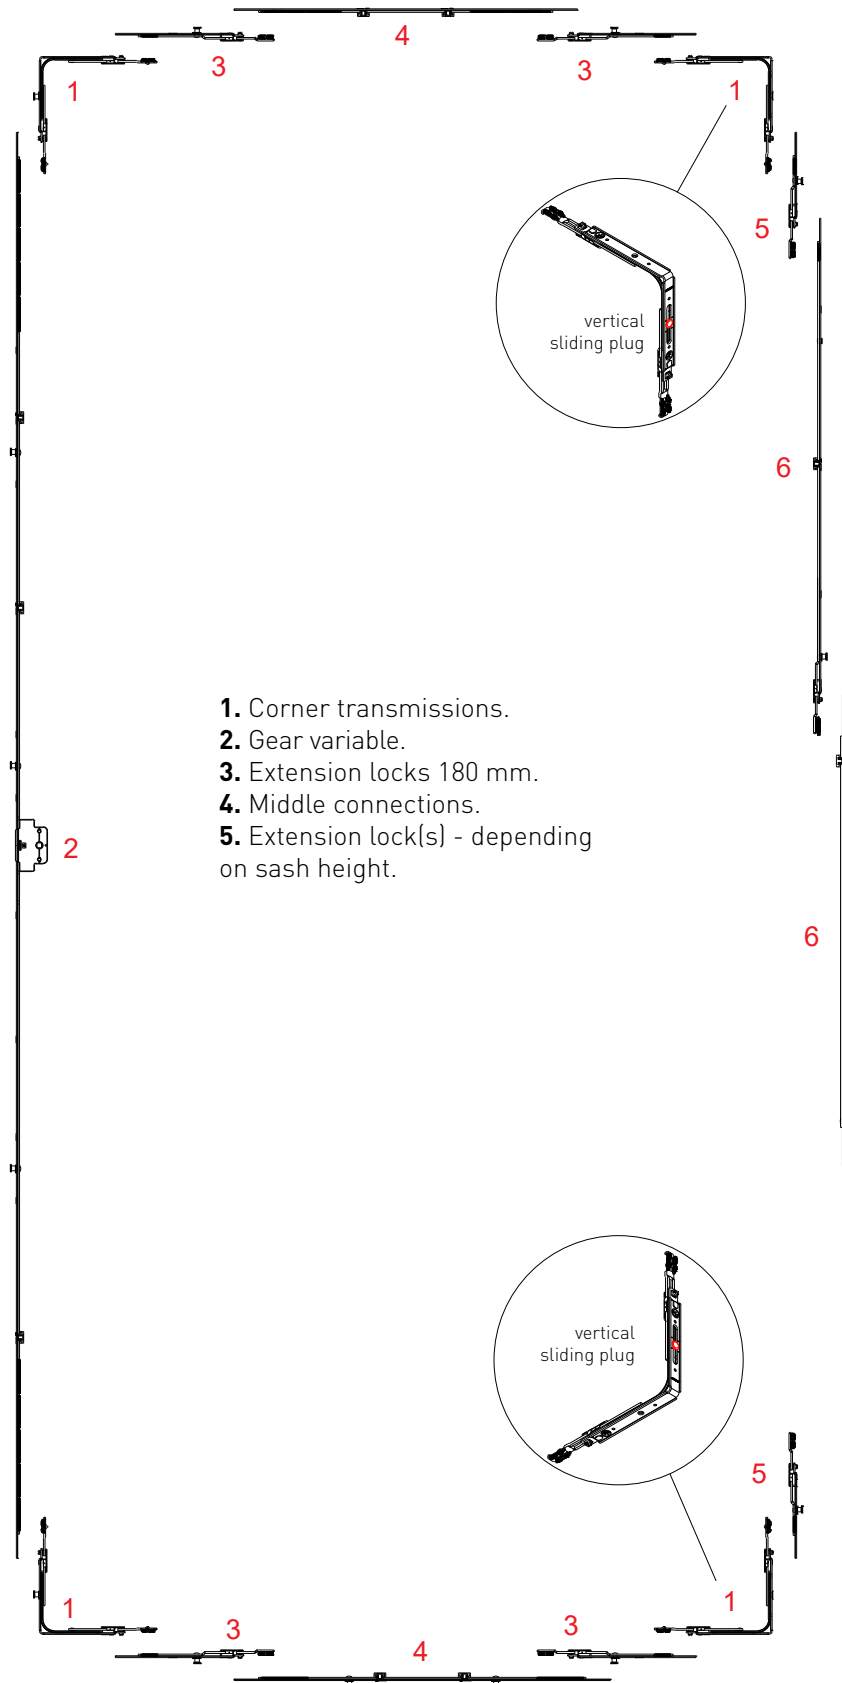 4
3
3
1
1
5
vertical
sliding plug
6
1. Corner transmissions.
2. Gear variable.
3. Extension locks 180 mm.
4. Middle connections.
5. Extension lock(s) - depending
on sash height.
2
6
vertical
sliding plug
5
1
1
3
3
4